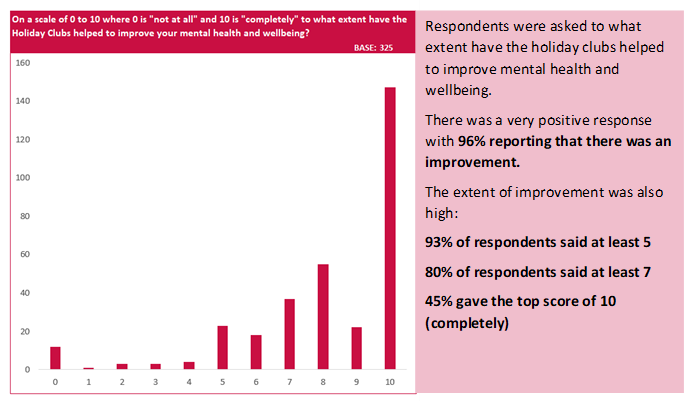 On a scale of 0 to 10 where 0 is "not at all" and 10 is "completely" to what extent have the
Holiday Clubs helped to improve your mental health and wellbeing?
BASE: 325
160
140
120
100
80
60
40
20
0
0 1 2 3 4 5 6 7 8 9 10
Respondents were asked to what
extent have the holiday clubs helped
to improve mental health and
wellbeing.
There was a very positive response
with 96% reporting that there was an
improvement.
The extent of improvement was also
high:
93% of respondents said at least 5
80% of respondents said at least 7
45% gave the top score of 10
(completely)